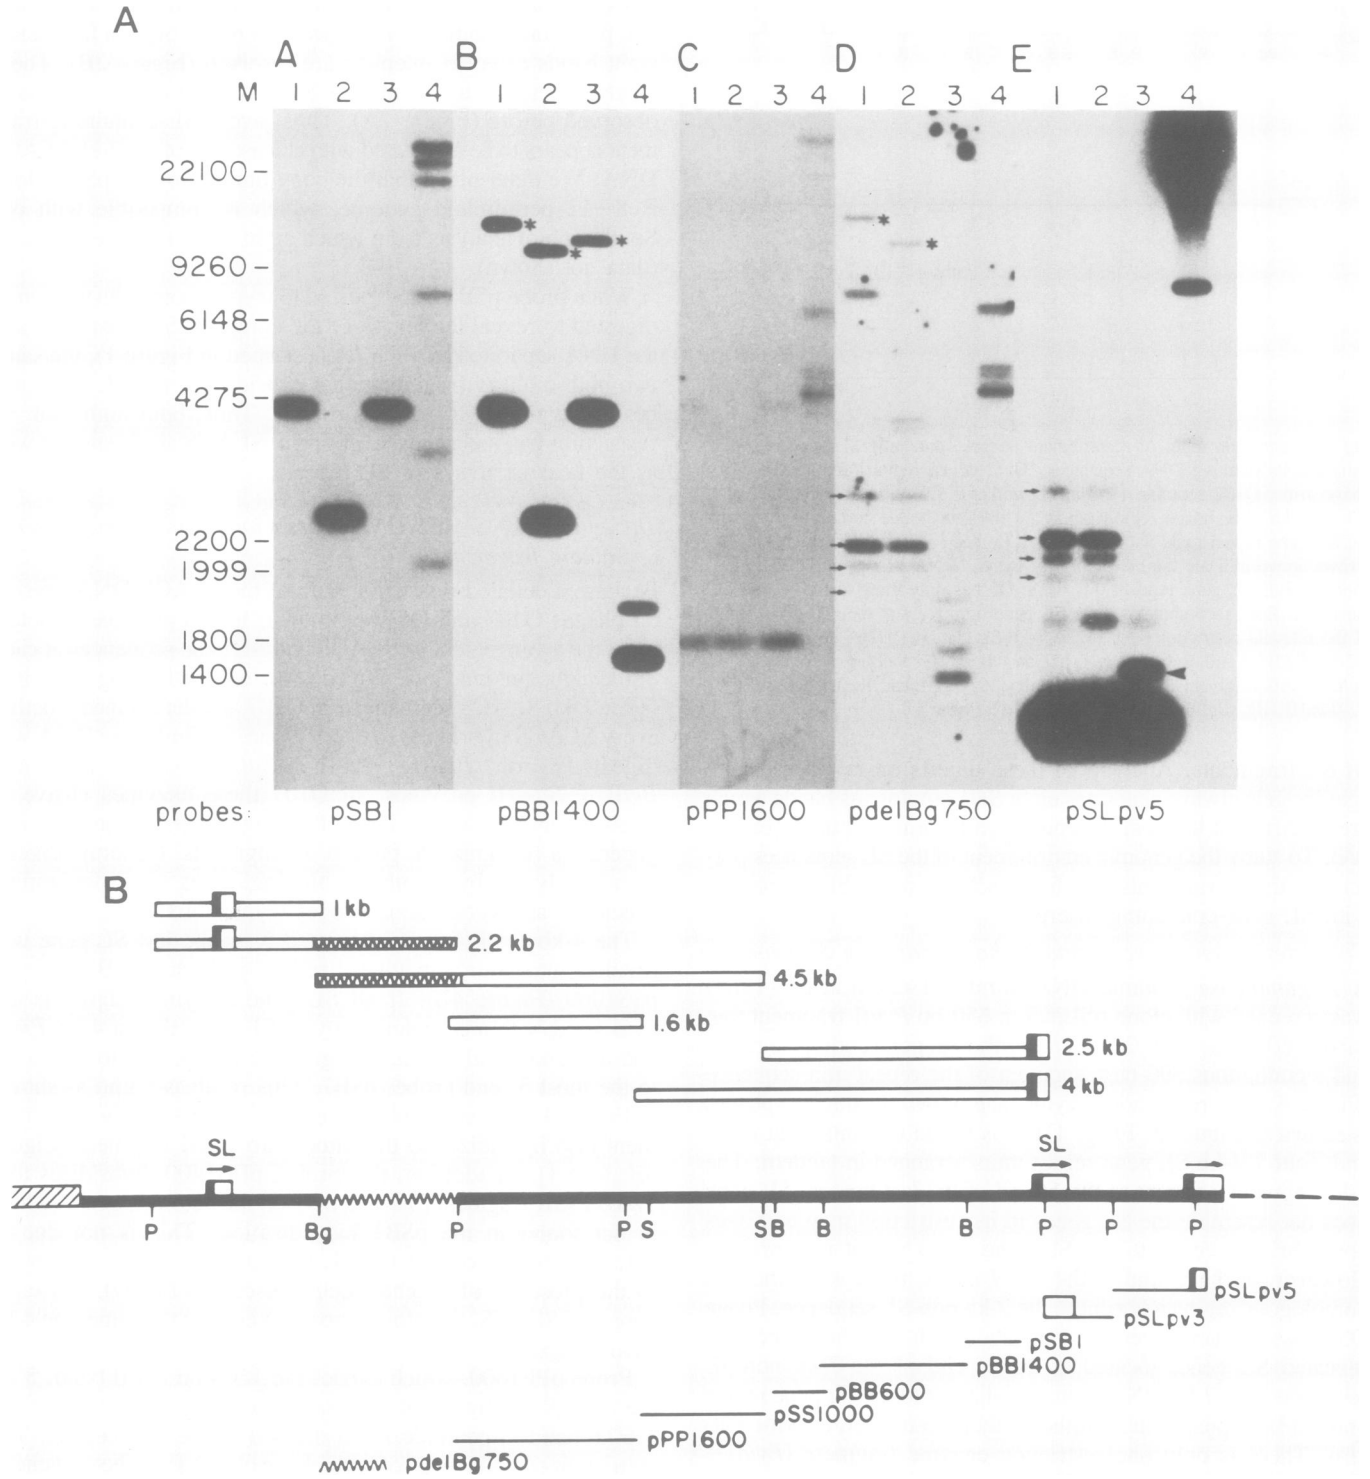 A
A B C D E
M 1 2 3 4 1 2 3 4 1 2 3 4 1 2 3 4 1 2 3 4
22100
9260
6148
4275
2200
1999
1800
1400
probes: pSB1 pBB1400 pPP1600 pde1Bg750 pSLpv5
B
1 kb
2.2 kb
4.5 kb
1.6 kb
2.5 kb
4 kb
SL SL
P Bg P P S S B B B P P P
pSLpv5
pSLpv3
pSB1
pBB1400
pBB600
pSS1000
pPP1600
pde1Bg750